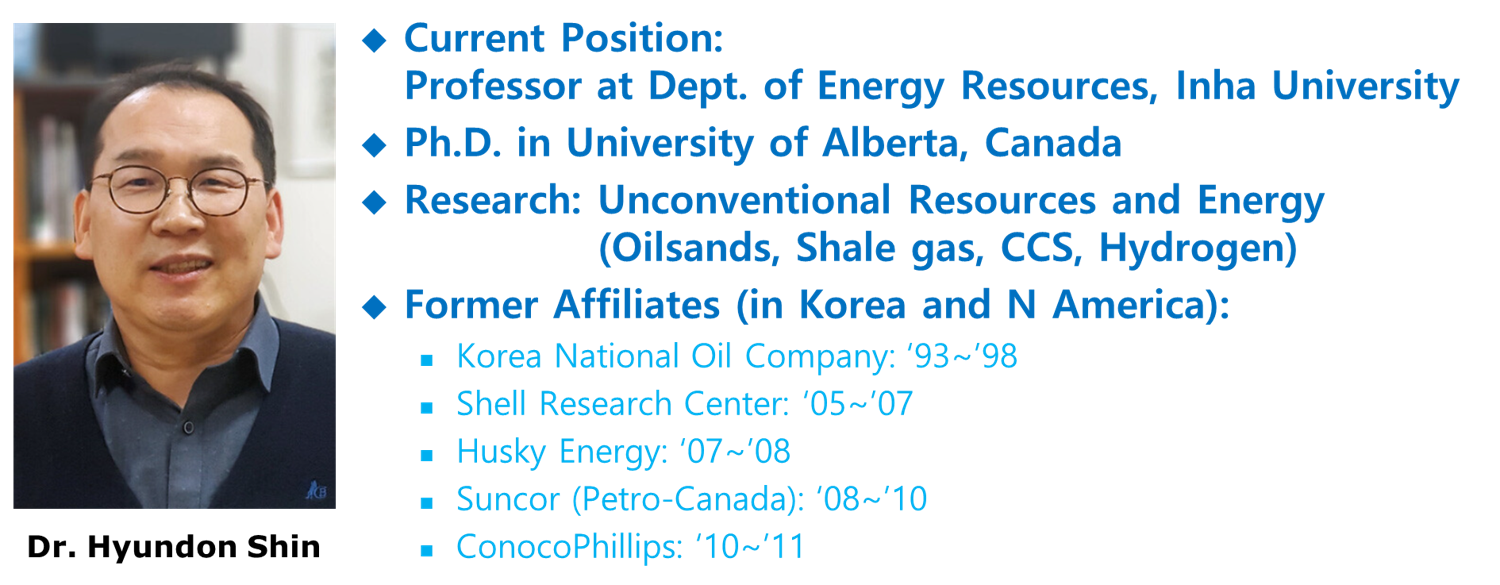 ◆ Current Position:
Professor at Dept. of Energy Resources, Inha University
◆ Ph.D. in University of Alberta, Canada
◆ Research: Unconventional Resources and Energy
(Oilsands, Shale gas, CCS, Hydrogen)
◆ Former Affiliates (in Korea and N America):
▪ Korea National Oil Company: ‘93~’98
▪ Shell Research Center: ‘05~’07
▪ Husky Energy: ’07~’08
▪ Suncor (Petro-Canada): ‘08~’10
▪ ConocoPhillips: ’10~’11
Dr. Hyundon Shin